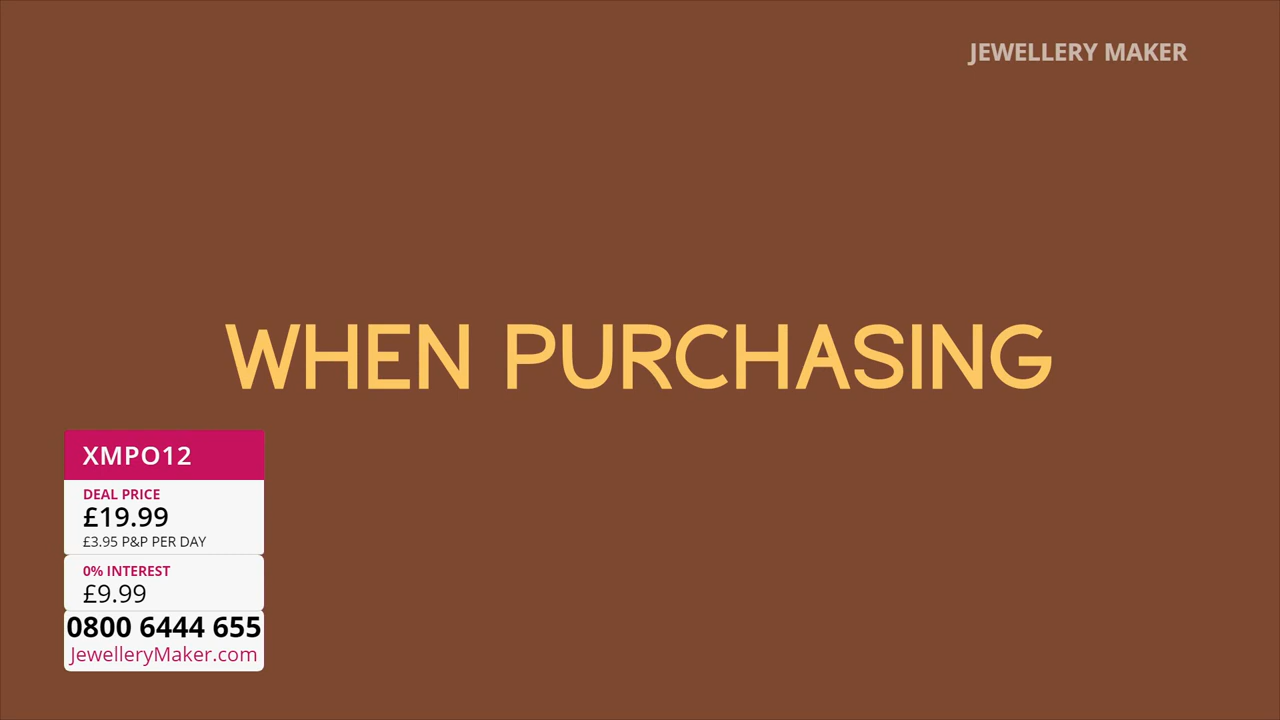 JEWELLERY MAKER
WHEN PURCHASING
XMPO12
DEAL PRICE
£19.99
£3.95 P&P PER DAY
0% INTEREST
£9.99
0800 6444 655
JewelleryMaker.com